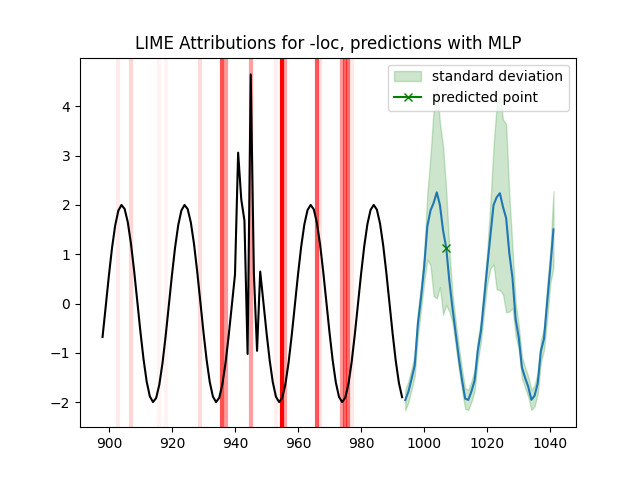 LIME Attributions for -loc, predictions with MLP
standard deviation
predicted point
4
3
2
1
0
−1
−2
900 920 940 960 980 1000 1020 1040